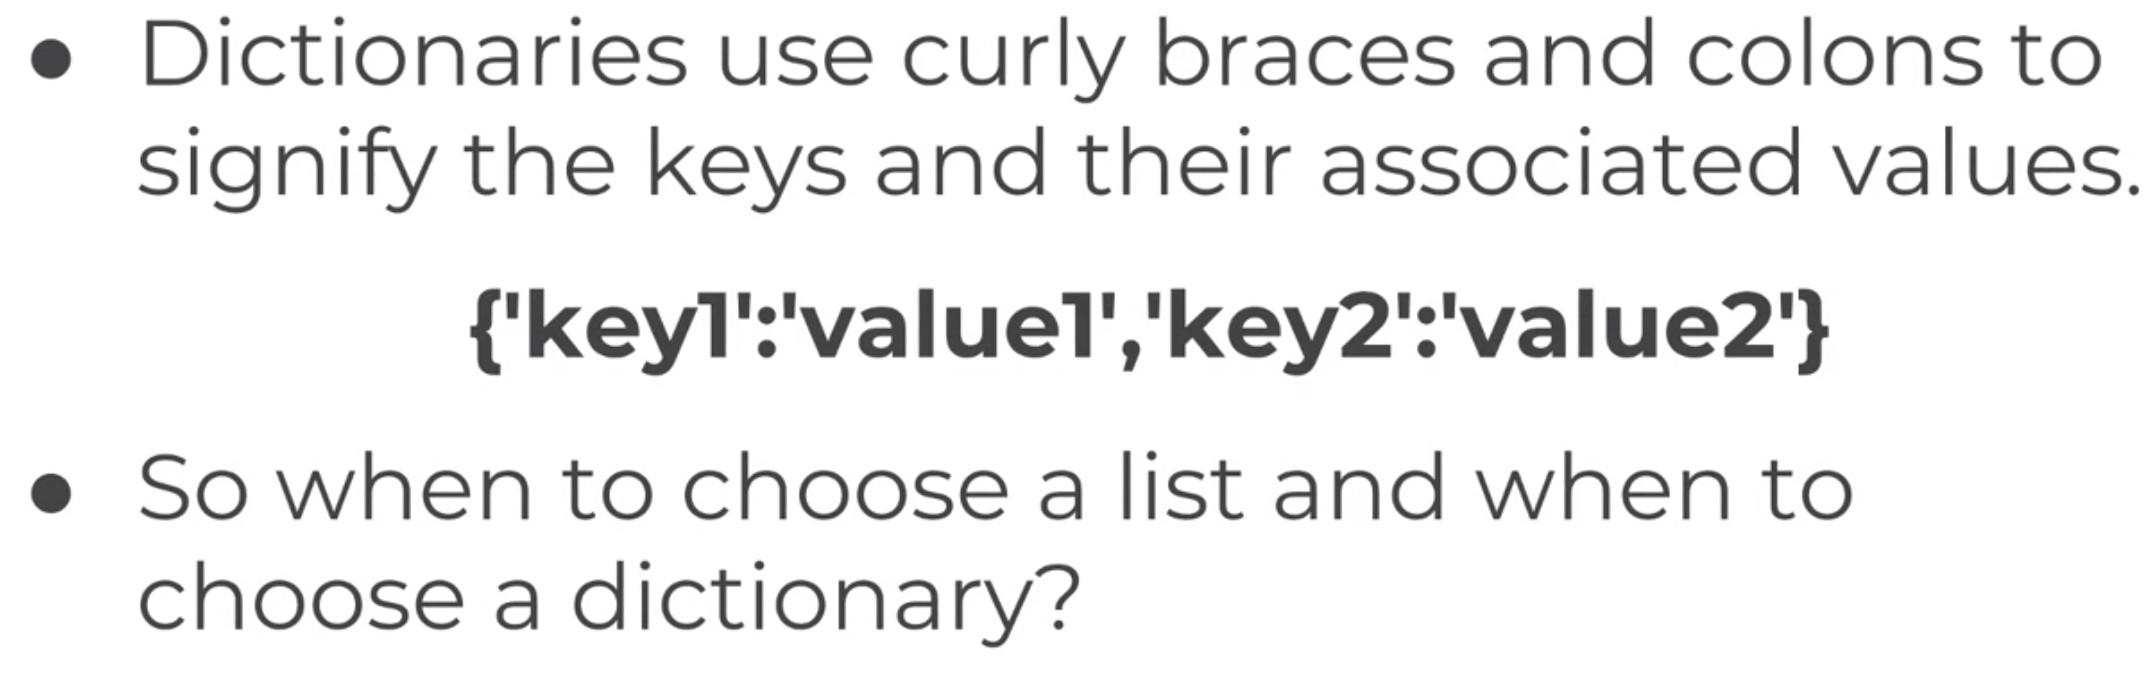 ● Dictionaries use curly braces and colons to
signify the keys and their associated values.
{'key1':'value1','key2':'value2'}
● So when to choose a list and when to
choose a dictionary?